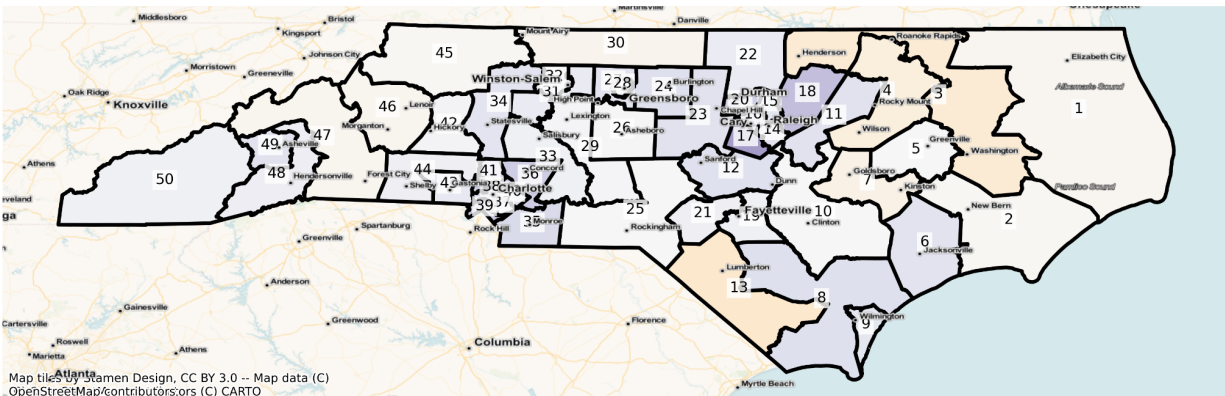 Middlesboro
Bristol
Kingsport
Martinsville
Danville
Chesapeake
Mount Airy
Roanoke Rapids
45
30
22
Henderson
Elizabeth City
Johnson City
Morristown
Greeneville
Oak Ridge
Knoxville
Winston-Salem
32
31
28
24
Burlington
Durham
18
4
3
Albemarle Sound
1
46
Lenoir
34
High Point
Greensboro
20
15
Chapel Hill
Rocky Mount
42
Hickory
Statesville
Lexington
23
Cary
Raleigh
11
Morganton
47
26
Asheboro
17
14
Wilson
49
Asheville
Salisbury
29
5
Greenville
Washington
Athens
50
48
Hendersonville
Forest City
44
Shelby
Gastonia
41
33
36
Concord
Charlotte
Sanford
12
Dunn
Goldsboro
7
Kinston
Pamlico Sound
39
37
Rock Hill
35
Monroe
25
Rockingham
21
Fayetteville
10
Clinton
New Bern
2
6
Jacksonville
Greenville
Spartanburg
Lumberton
13
8
9
Wilmington
Anderson
Gainesville
Greenwood
Florence
Cartersville
Roswell
Marietta
Athens
Atlanta
Columbia
Myrtle Beach
Map tiles by Stamen Design, CC BY 3.0 -- Map data (C)
OpenStreetMap contributors
(C) CARTO